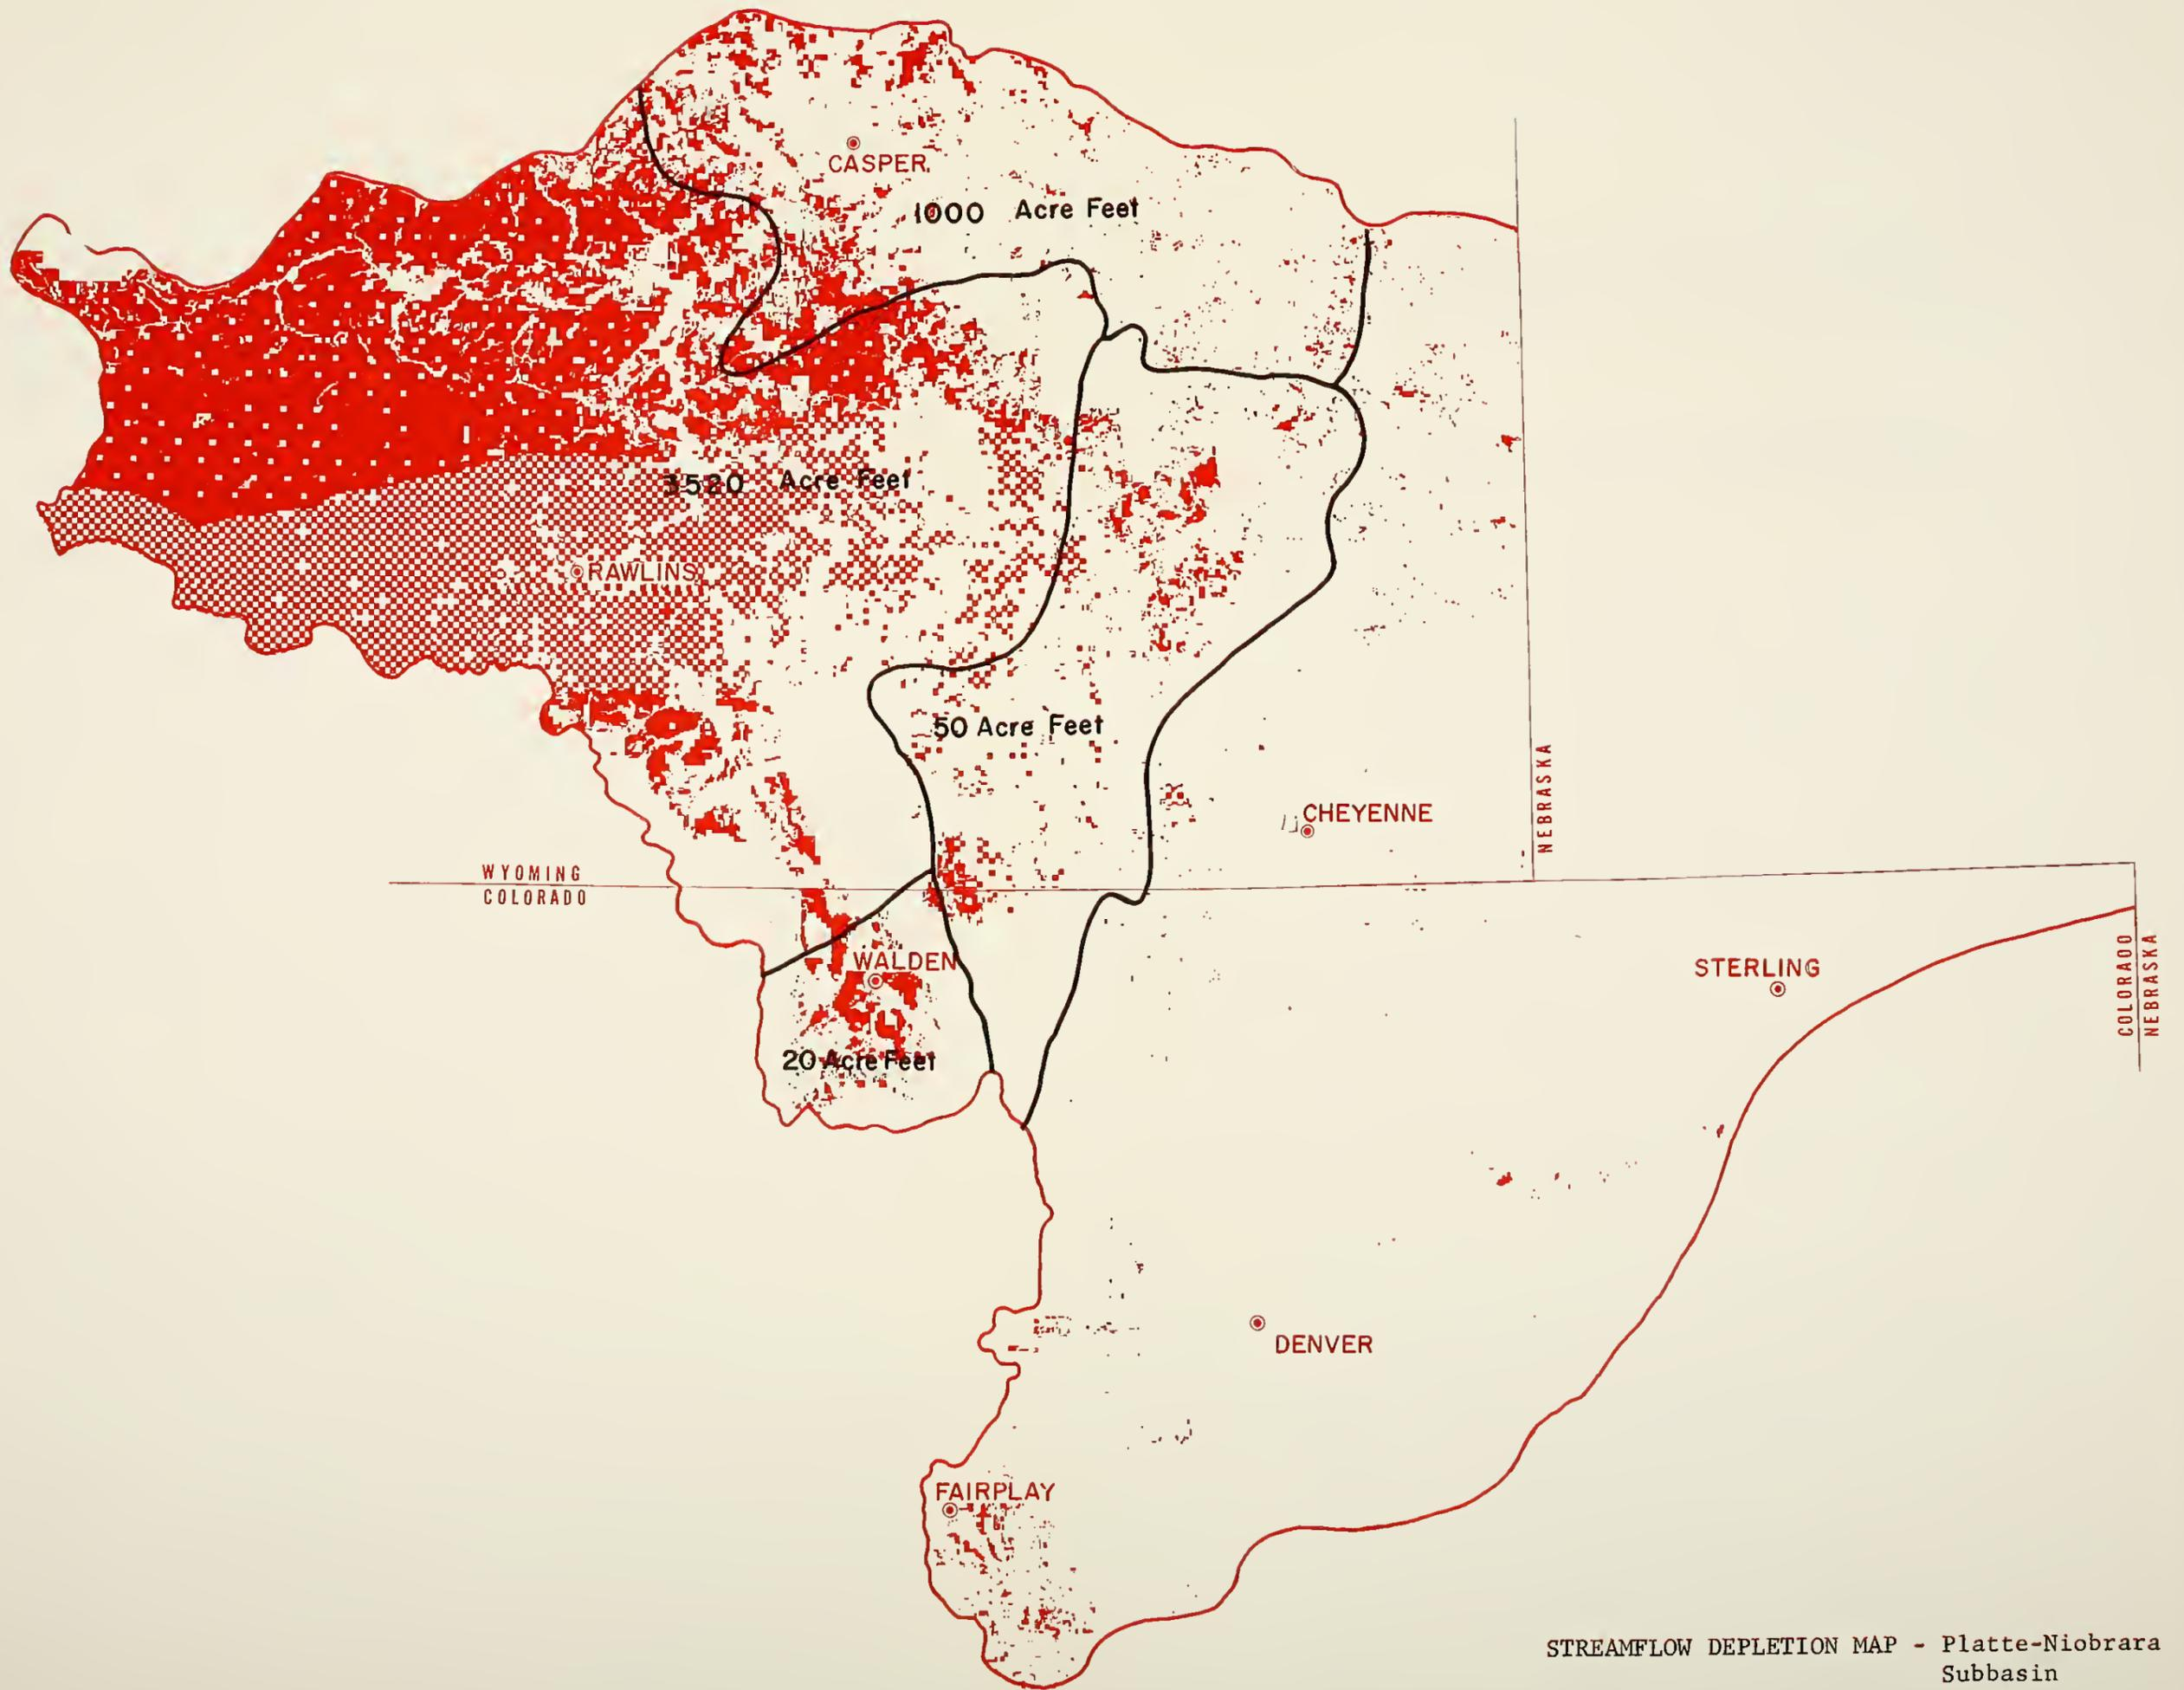 CASPER
1000 Acre Feet
3520 Acre Feet
RAWLINS
50 Acre Feet
CHEYENNE
NEBRASKA
WYOMING
COLORADO
WALDEN
STERLING
COLORADO
NEBRASKA
20 Acre Feet
DENVER
FAIRPLAY
STREAMFLOW DEPLETION MAP - Platte-Niobrara
Subbasin